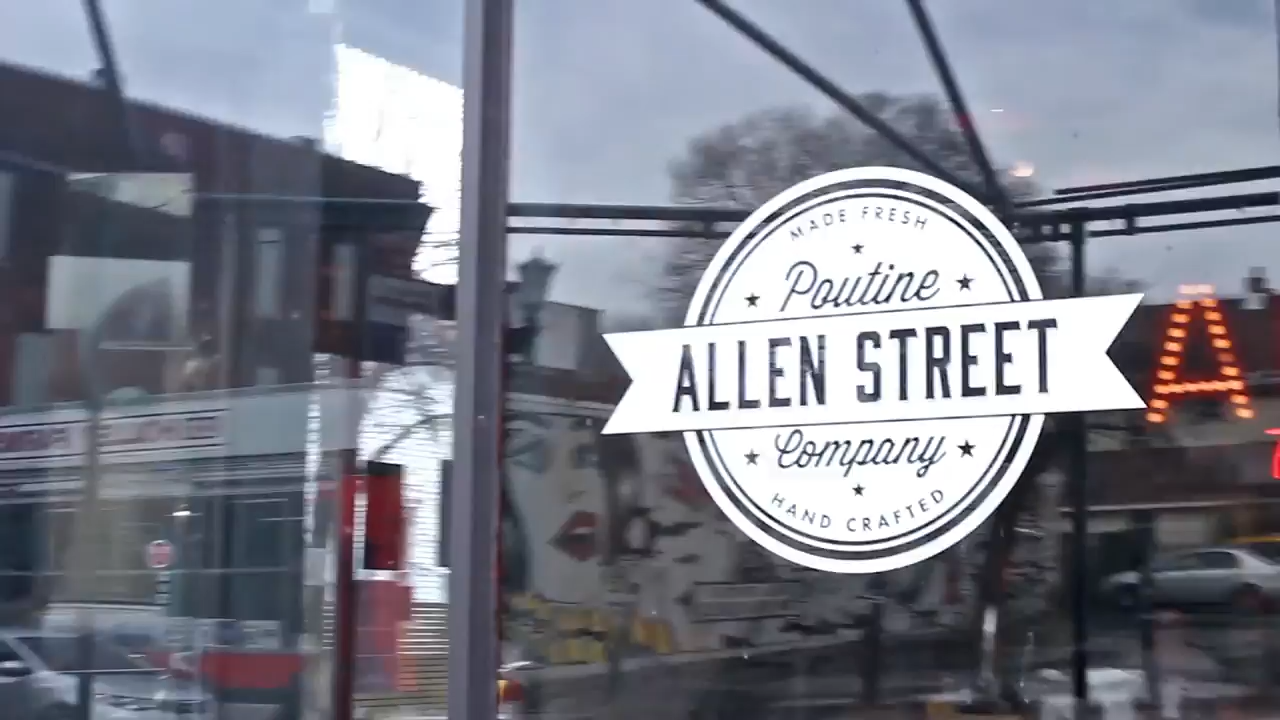 MADE FRESH
Poutine
ALLEN STREET
Company
HAND CRAFTED
A